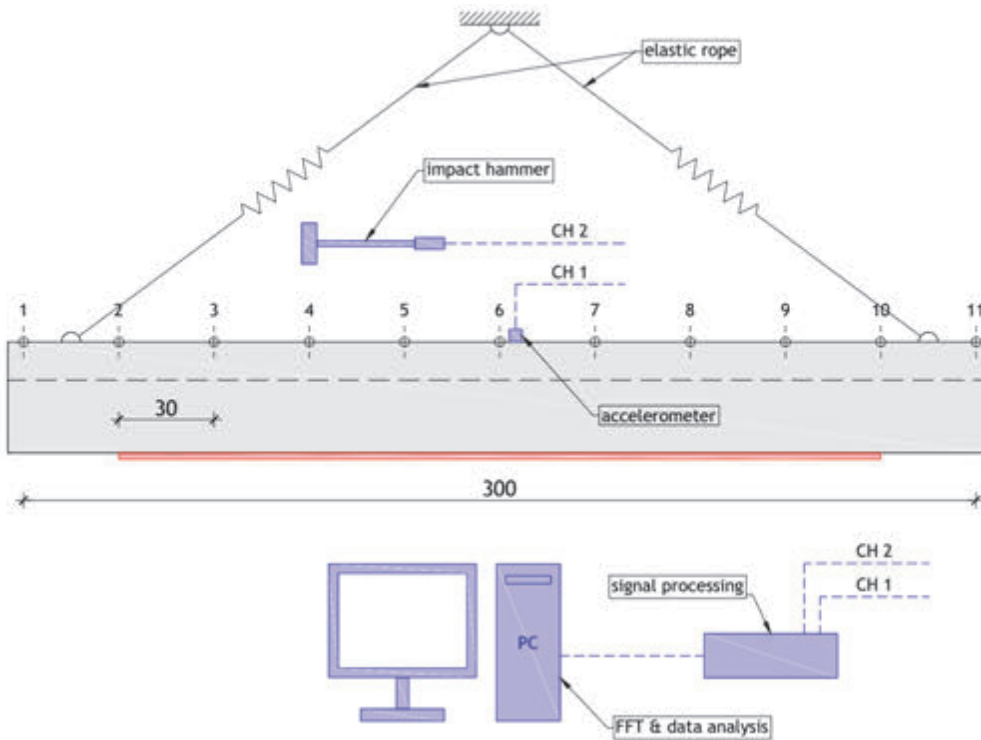 elastic rope
impact hammer
CH 2
CH 1
1 2 3 4 5 6 7 8 9 10 11
30
accelerometer
300
CH 2
CH 1
signal processing
PC
FFT & data analysis